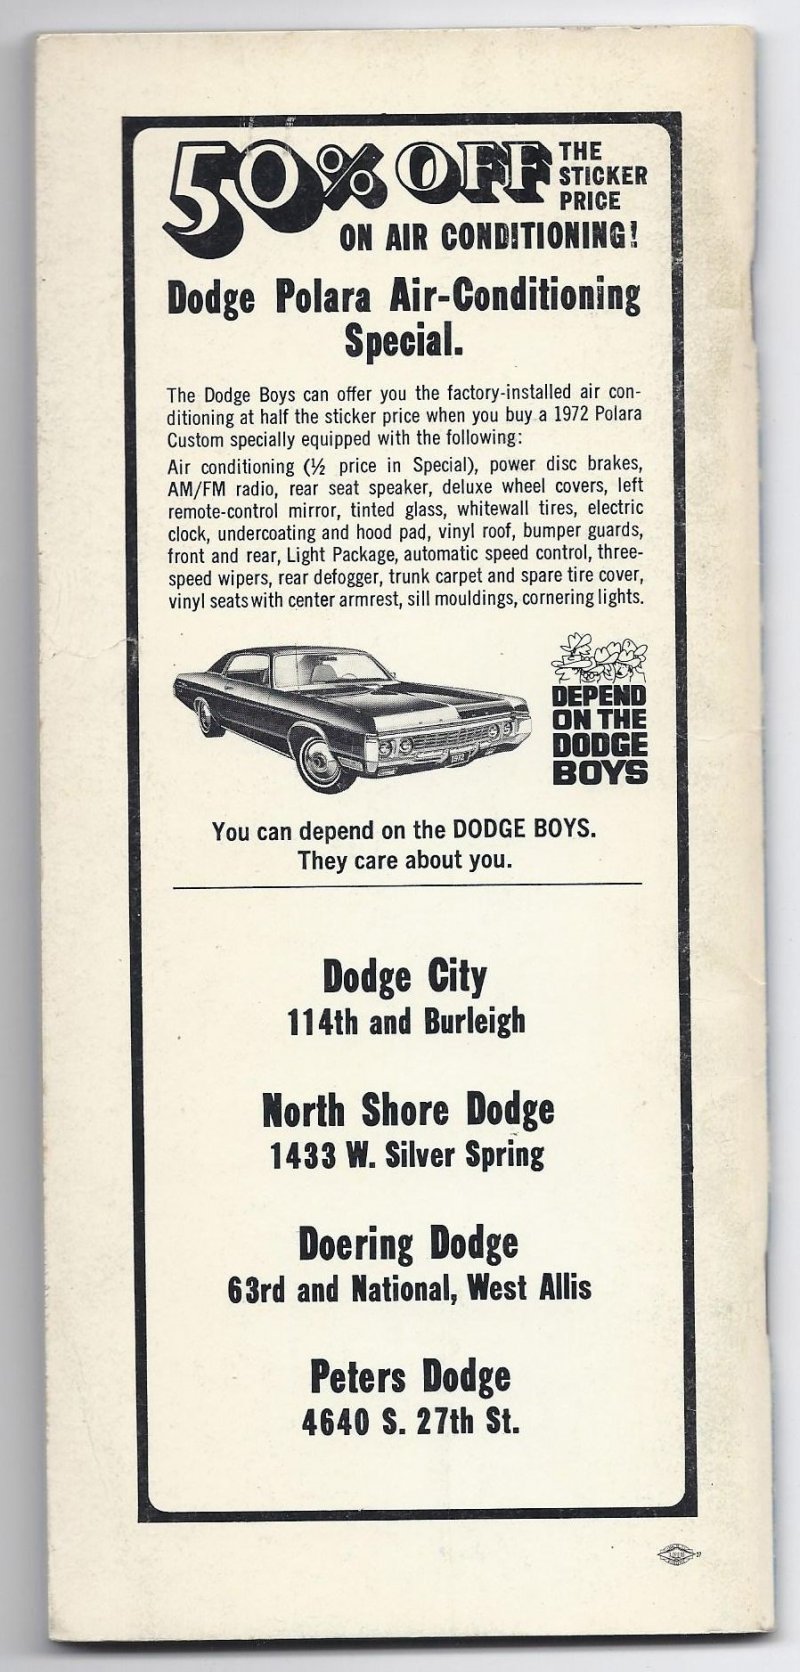 50% OFF THE
STICKER
PRICE
ON AIR CONDITIONING!
Dodge Polara Air-Conditioning
Special.
The Dodge Boys can offer you the factory-installed air con-
ditioning at half the sticker price when you buy a 1972 Polara
Custom specially equipped with the following:
Air conditioning (½ price in Special), power disc brakes,
AM/FM radio, rear seat speaker, deluxe wheel covers, left
remote-control mirror, tinted glass, whitewall tires, electric
clock, undercoating and hood pad, vinyl roof, bumper guards,
front and rear, Light Package, automatic speed control, three-
speed wipers, rear defogger, trunk carpet and spare tire cover,
vinyl seats with center armrest, sill mouldings, cornering lights.
1972
DEPEND
ON THE
DODGE
BOYS
You can depend on the DODGE BOYS.
They care about you.
Dodge City
114th and Burleigh
North Shore Dodge
1433 W. Silver Spring
Doering Dodge
63rd and National, West Allis
Peters Dodge
4640 S. 27th St.